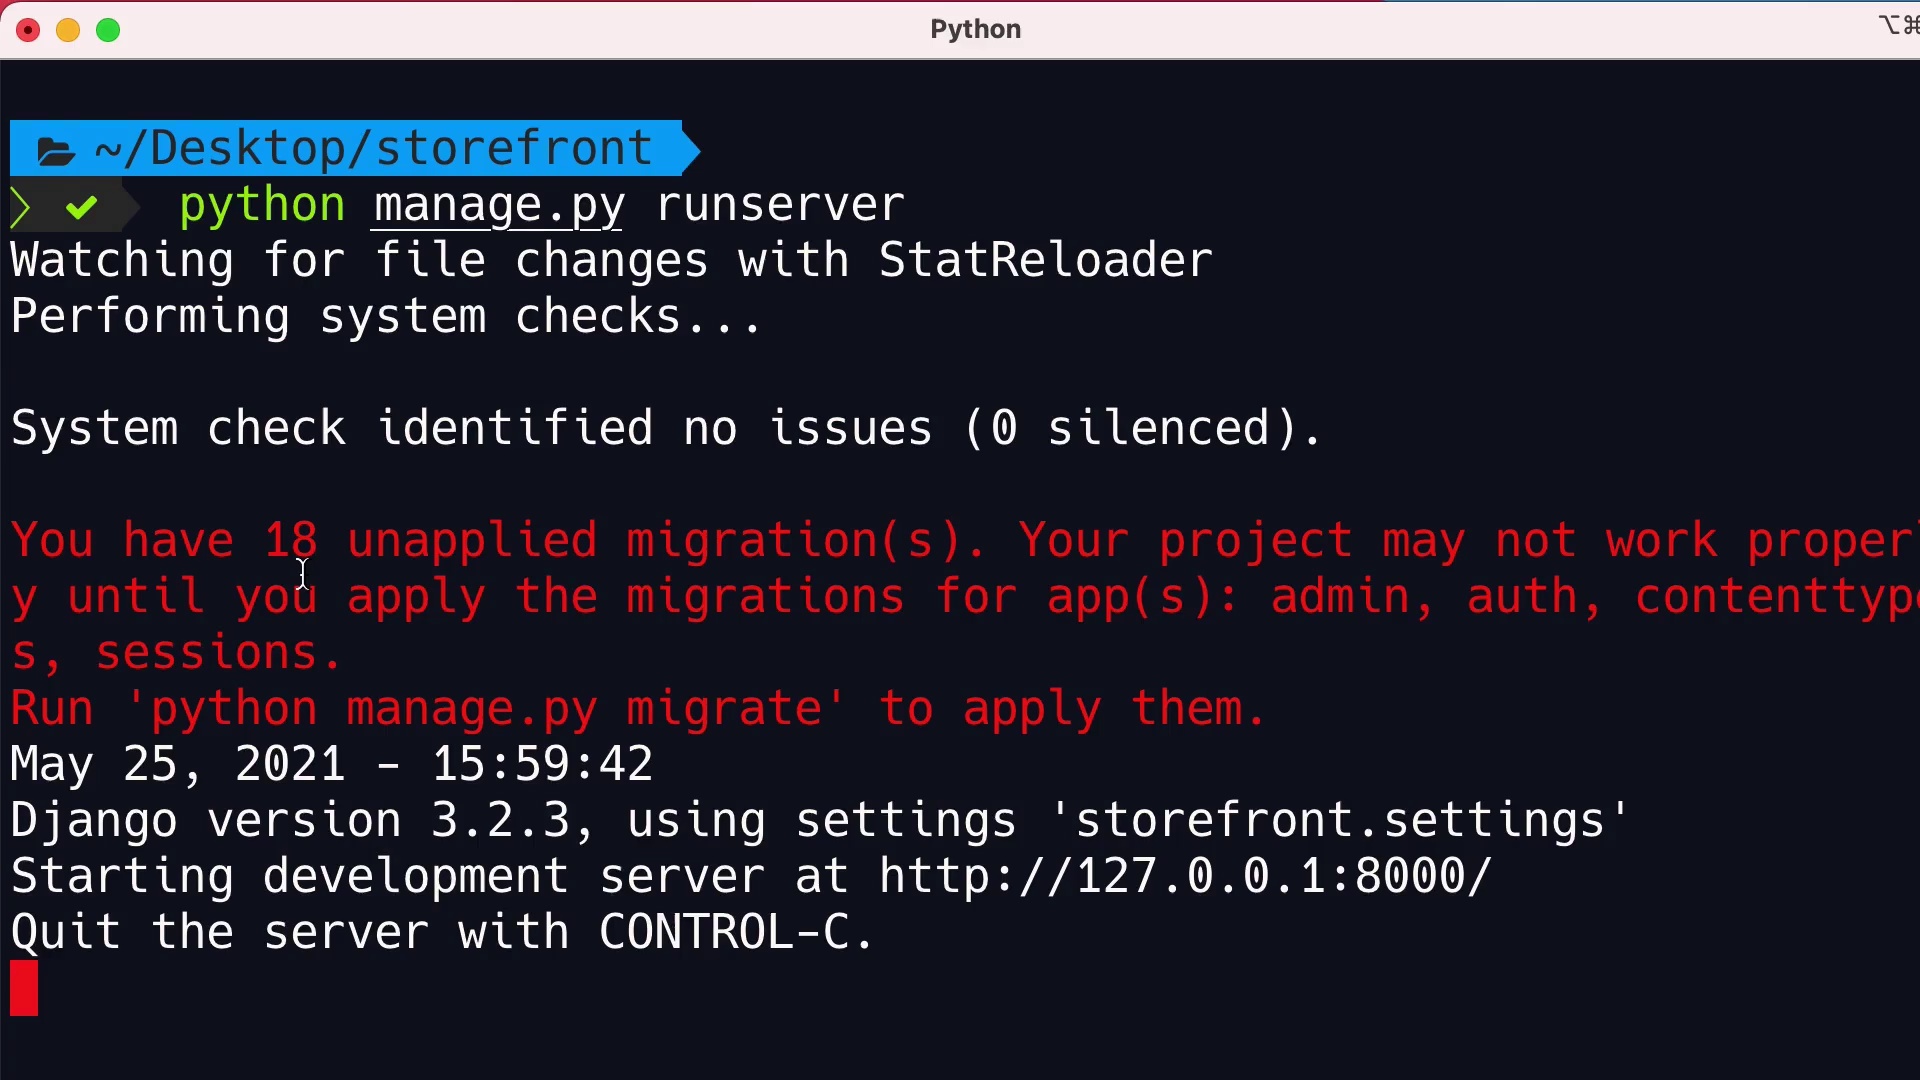 Python
⌥⌘
~/Desktop/storefront
python manage.py runserver
Watching for file changes with StatReloader
Performing system checks...
System check identified no issues (0 silenced).
You have 18 unapplied migration(s). Your project may not work properl
y until you apply the migrations for app(s): admin, auth, contenttype
s, sessions.
Run 'python manage.py migrate' to apply them.
May 25, 2021 - 15:59:42
Django version 3.2.3, using settings 'storefront.settings'
Starting development server at http://127.0.0.1:8000/
Quit the server with CONTROL-C.